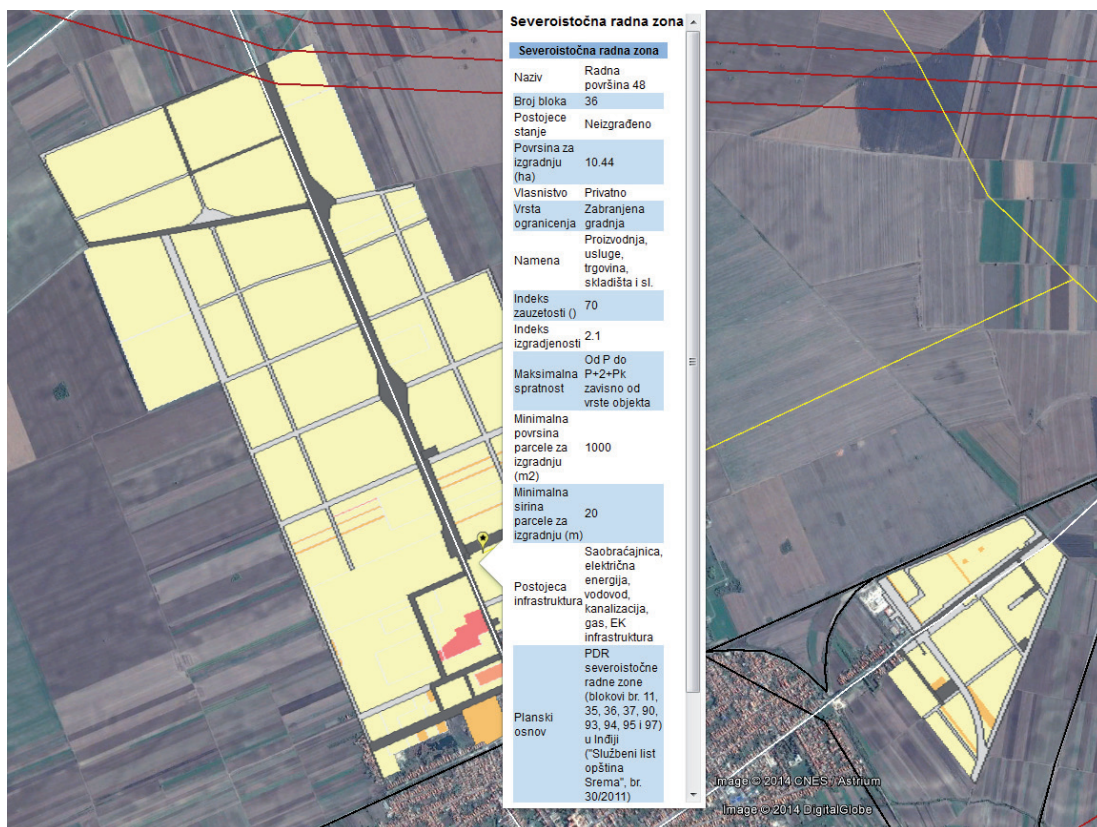 Severoistočna radna zona
Severoistočna radna zona
Naziv
Radna
površina 48
Broj bloka
36
Postojece
stanje
Neizgrađeno
Povrsina za
izgradnju
(ha)
10.44
Vlasnistvo
Privatno
Vrsta
ogranicenja
Zabranjena
gradnja
Namena
Proizvodnja,
usluge,
trgovina,
skladišta i sl.
Indeks
zauzetosti ()
70
Indeks
izgradjenosti
2.1
Maksimalna
spratnost
Od P do
P+2+Pk
zavisno od
vrste objekta
Minimalna
povrsina
parcele za
izgradnju
(m2)
1000
Minimalna
sirina
parcele za
izgradnju (m)
20
Postojeca
infrastruktura
Saobraćajnica,
električna
energija,
vodovod,
kanalizacija,
gas, EK
infrastruktura
Planski
osnov
PDR
severoistočne
radne zone
(blokovi br. 11,
35, 36, 37, 90,
93, 94, 95 i 97)
u Inđiji
("Službeni list
opština
Srema", br.
30/2011)
Image © 2014 CNES / Astrium
Image © 2014 DigitalGlobe